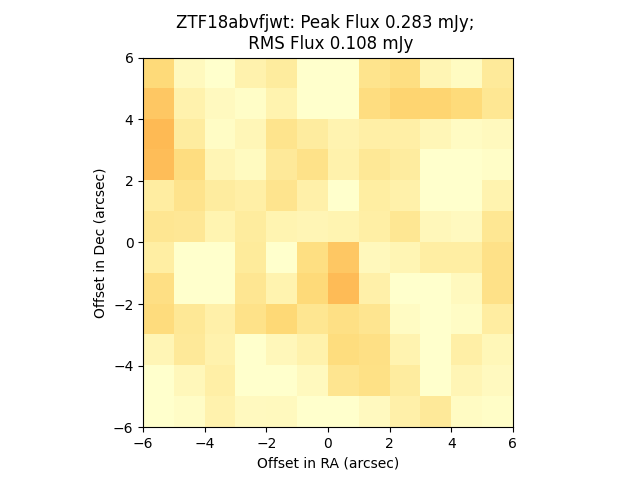 ZTF18abvfjwt: Peak Flux 0.283 mJy;
RMS Flux 0.108 mJy
6
4
2
0
−2
−4
−6
Offset in Dec (arcsec)
−6 −4 −2 0 2 4 6
Offset in RA (arcsec)